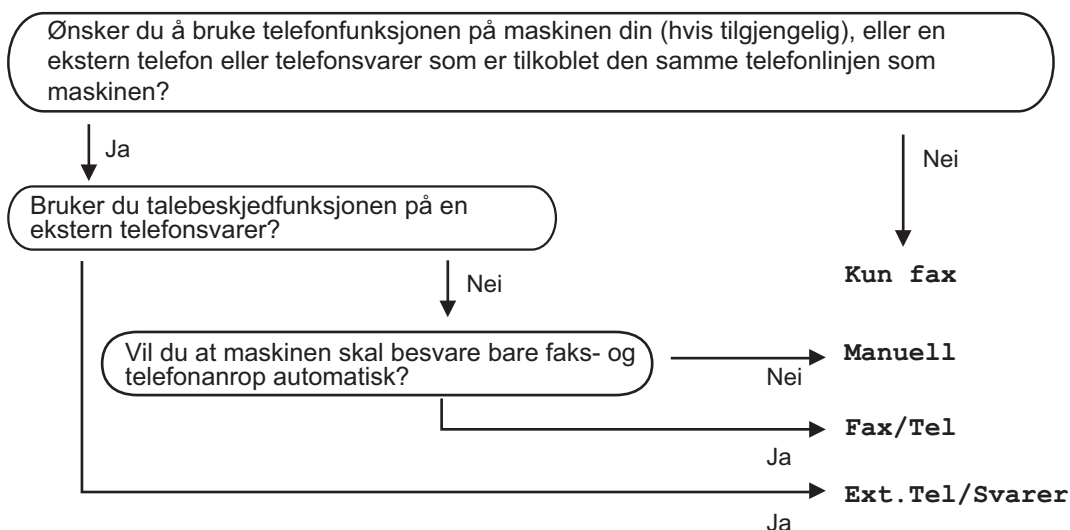 Ønsker du å bruke telefonfunksjonen på maskinen din (hvis tilgjengelig), eller en
ekstern telefon eller telefonsvarer som er tilkoblet den samme telefonlinjen som
maskinen?
Ja
Nei
Bruker du talebeskjedfunksjonen på en
ekstern telefonsvarer?
Nei
Kun fax
Vil du at maskinen skal besvare bare faks- og
telefonanrop automatisk?
Nei
Manuell
Ja
Fax/Tel
Ja
Ext.Tel/Svarer